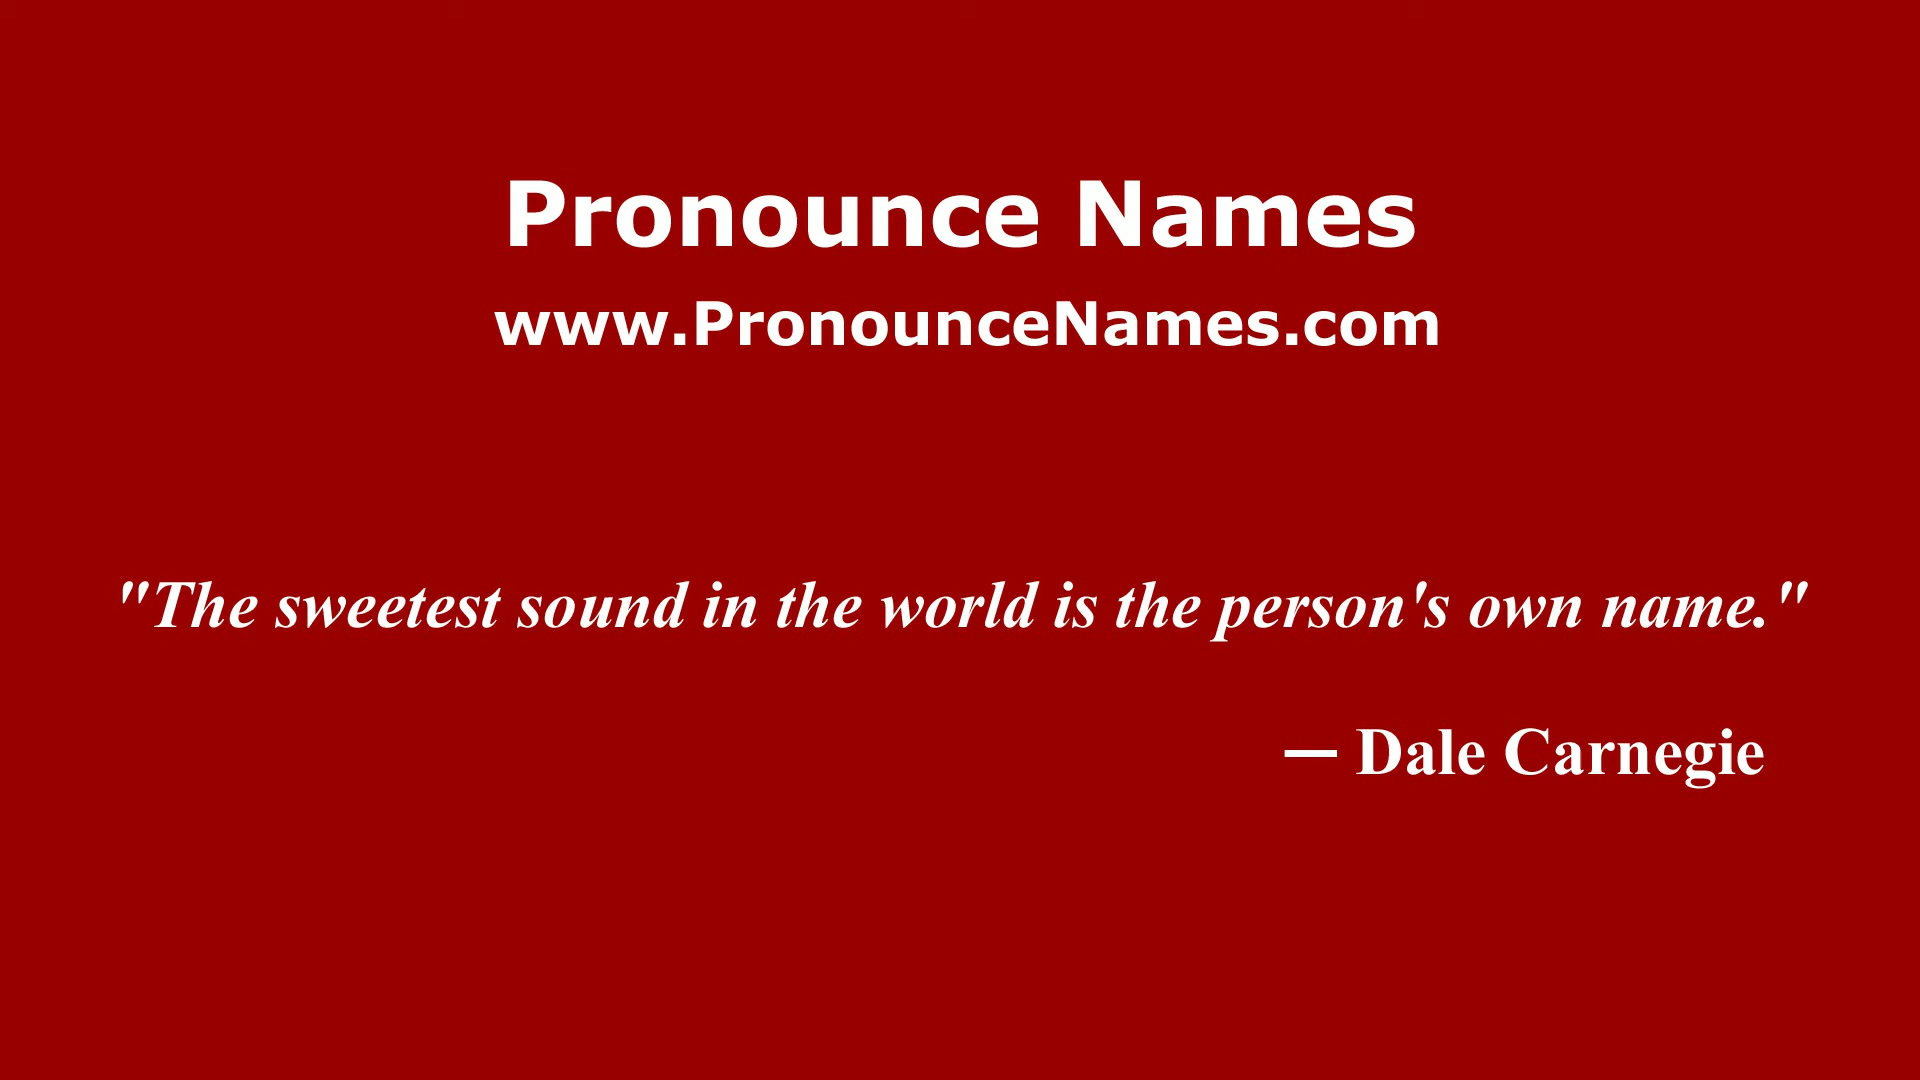 Pronounce Names
www.PronounceNames.com
"The sweetest sound in the world is the person's own name."
— Dale Carnegie